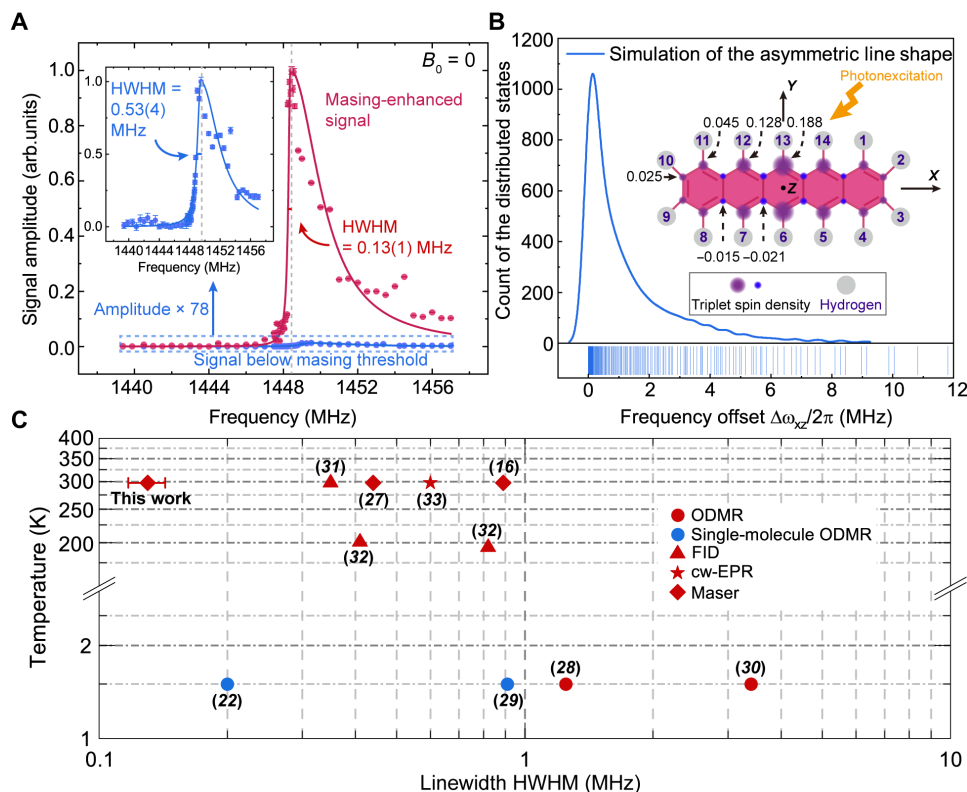 A
B₀ = 0
Signal amplitude (arb.units)
1.0
0.8
0.6
0.4
0.2
0.0
1440
1444
1448
1452
1456
Frequency (MHz)
Masing-enhanced
signal
HWHM
= 0.13(1) MHz
Amplitude × 78
Signal below masing threshold
HWHM =
0.53(4)
MHz
1.0
0.5
0.0
1440
1444
1448
1452
1456
Frequency (MHz)
B
Simulation of the asymmetric line shape
Photonexcitation
Count of the distributed states
1200
1000
800
600
400
200
0
0
2
4
6
8
10
12
Frequency offset Δωxz/2π (MHz)
Y
0.045
0.128
0.188
11
12
13
14
1
10
2
0.025
Z
X
9
3
8
7
6
5
4
−0.015
−0.021
Triplet spin density
Hydrogen
C
Temperature (K)
400
350
300
250
200
2
1
0.1
1
10
Linewidth HWHM (MHz)
This work
(31)
(27)
(33)
(16)
(32)
(32)
(22)
(29)
(28)
(30)
ODMR
Single-molecule ODMR
FID
cw-EPR
Maser